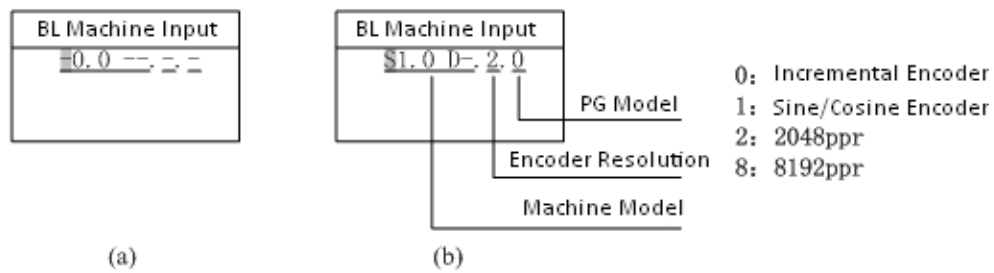 BL Machine Input
-0.0 --.-.-
BL Machine Input
S1.0 D-.2.0
PG Model
Encoder Resolution
Machine Model
0: Incremental Encoder
1: Sine/Cosine Encoder
2: 2048ppr
8: 8192ppr
(a)
(b)